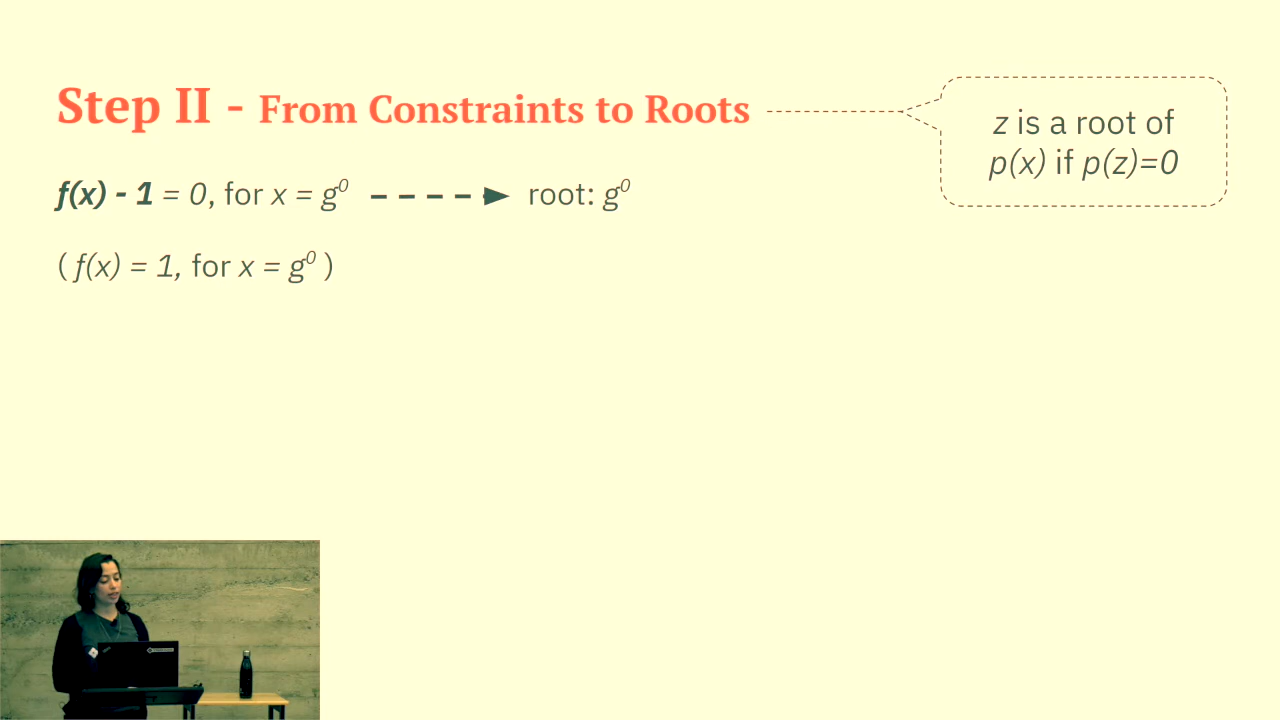 Step II - From Constraints to Roots
z is a root of
p(x) if p(z)=0
f(x) - 1 = 0, for x = g⁰ root: g⁰
( f(x) = 1, for x = g⁰ )